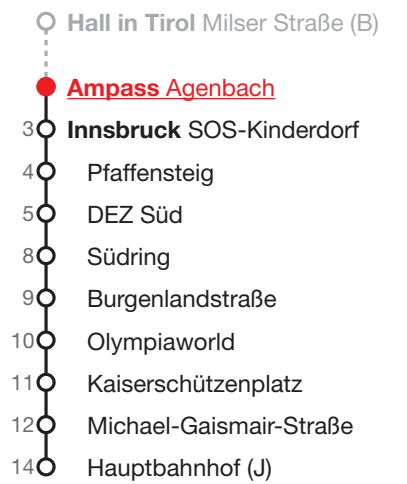 Hall in Tirol Milser Straße (B)
Ampass Agenbach
3 Innsbruck SOS-Kinderdorf
4 Pfaffensteig
5 DEZ Süd
8 Südring
9 Burgenlandstraße
10 Olympiaworld
11 Kaiserschützenplatz
12 Michael-Gaismair-Straße
14 Hauptbahnhof (J)